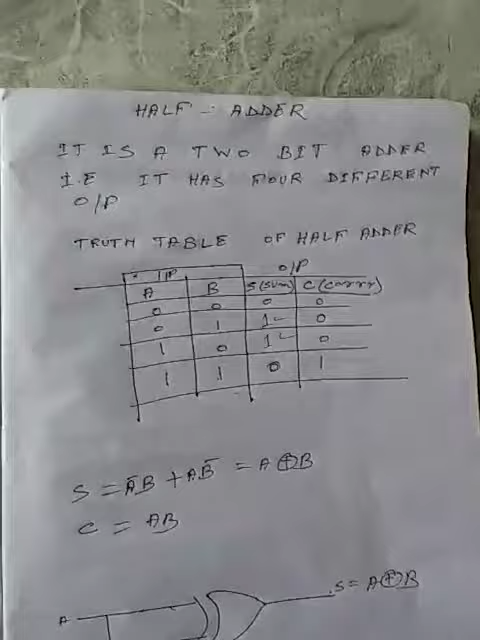 HALF - ADDER
IT IS A TWO BIT ADDER
I.E IT HAS FOUR DIFFERENT
O/P
TRUTH TABLE OF HALF ADDER
I/P O/P
A B S(SUM) C(Carry)
0 0 0 0
0 1 1 0
1 0 1 0
1 1 0 1
S = A̅B + AB̅ = A⊕B
C = AB
S = A⊕B
A